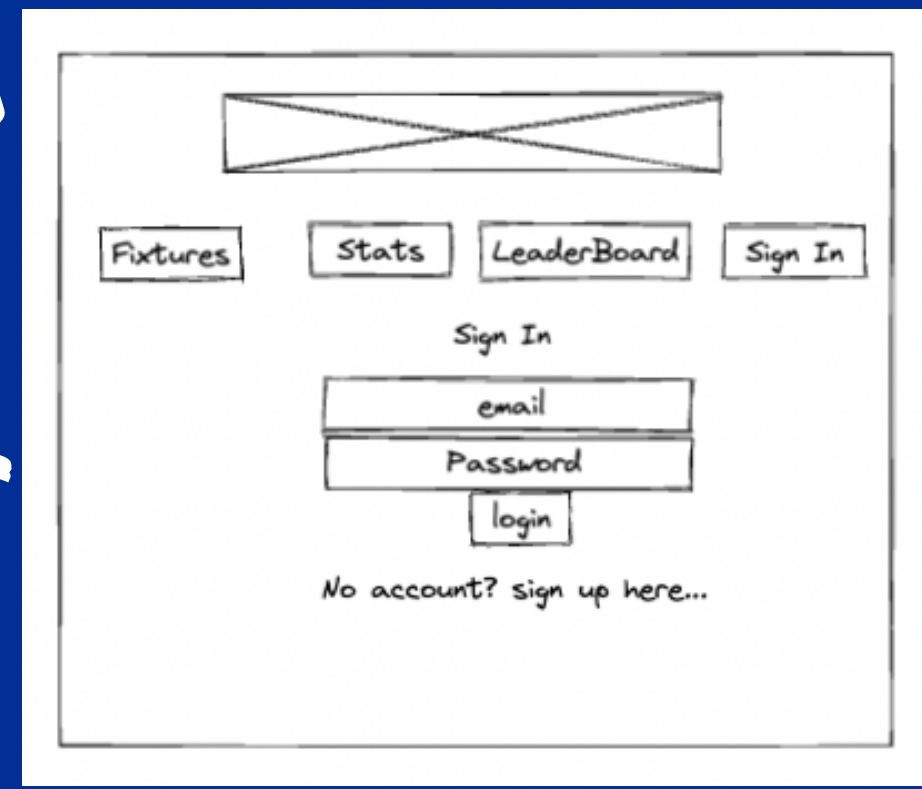 Fixtures Stats LeaderBoard Sign In
Sign In
email
Password
login
No account? sign up here...